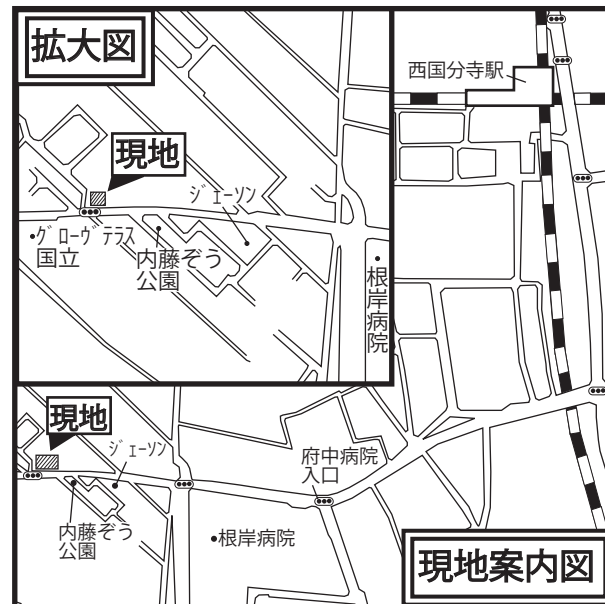 拡大図
西国分寺駅
現地
ジェーソン
グローヴテラス
国立
内藤ぞう
公園
根岸病院
現地
ジェーソン
府中病院
入口
内藤ぞう
公園
根岸病院
現地案内図